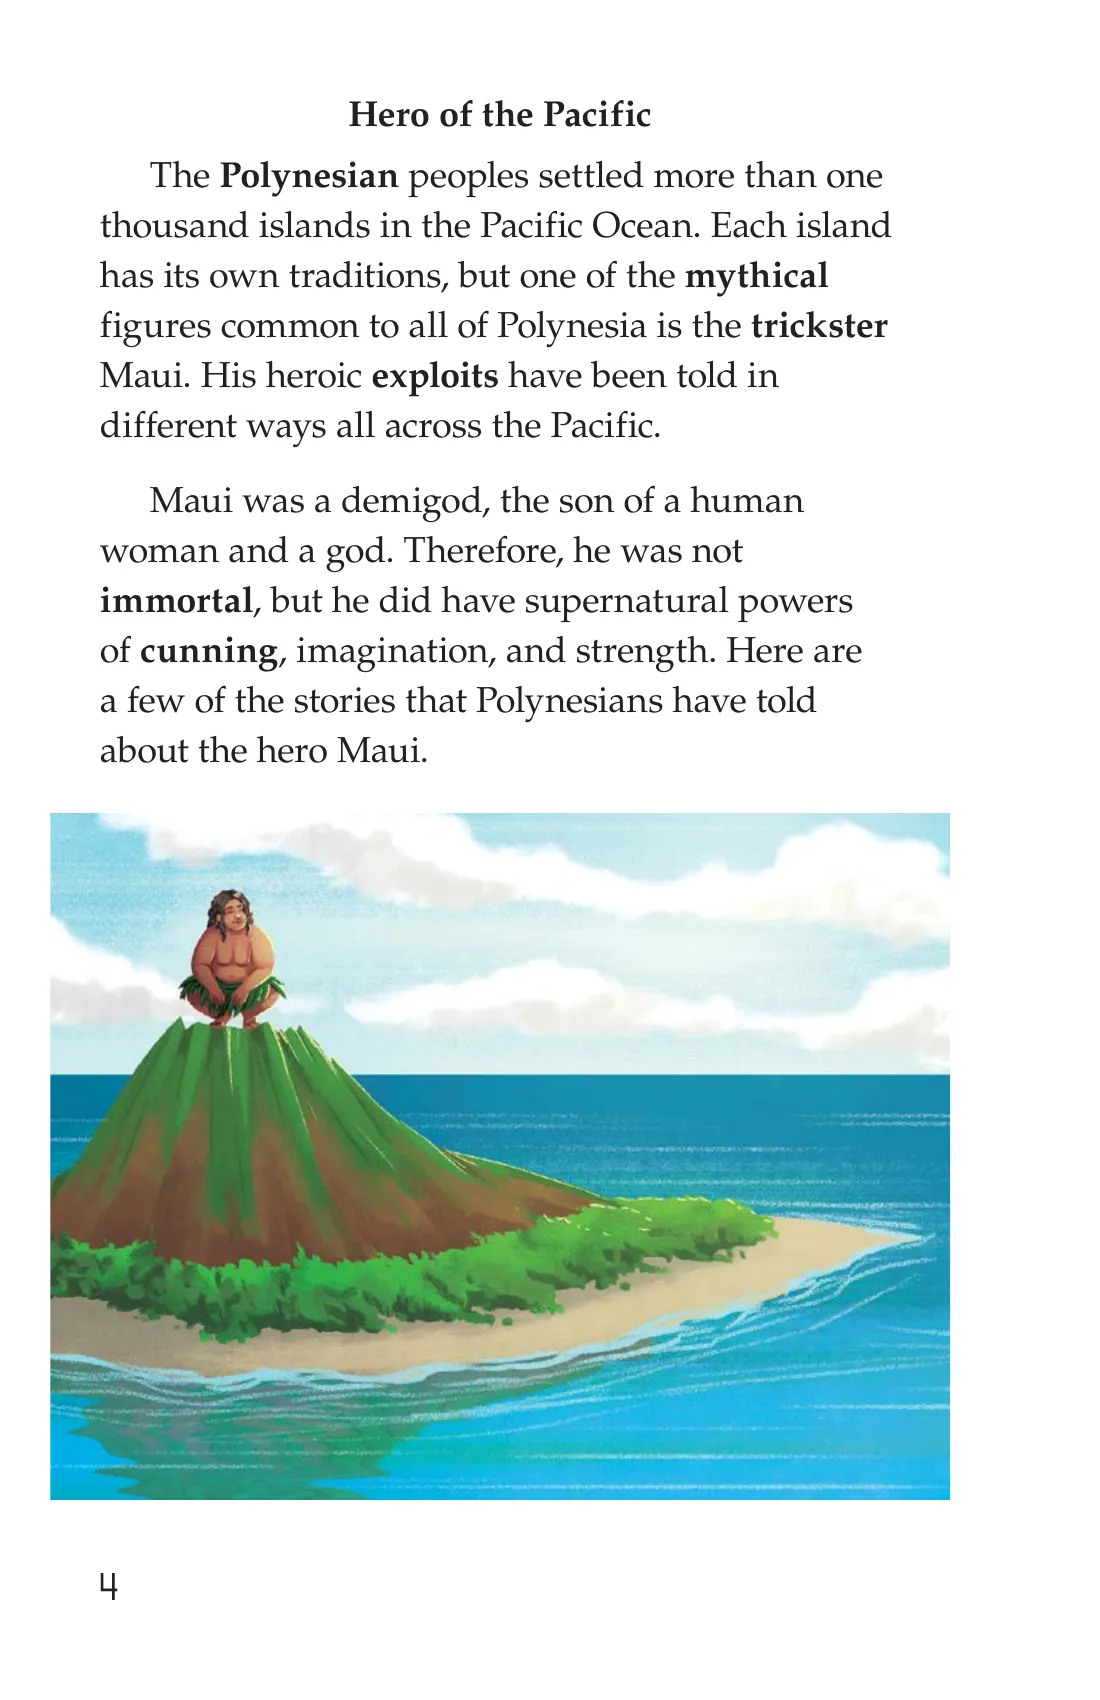 Hero of the Pacific
The Polynesian peoples settled more than one
thousand islands in the Pacific Ocean. Each island
has its own traditions, but one of the mythical
figures common to all of Polynesia is the trickster
Maui. His heroic exploits have been told in
different ways all across the Pacific.
Maui was a demigod, the son of a human
woman and a god. Therefore, he was not
immortal, but he did have supernatural powers
of cunning, imagination, and strength. Here are
a few of the stories that Polynesians have told
about the hero Maui.
4